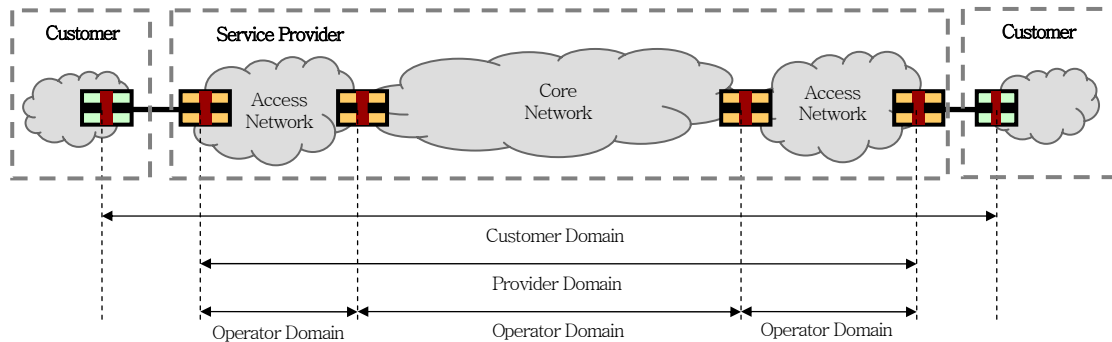 Customer
Service Provider
Customer
Access
Network
Core
Network
Access
Network
Customer Domain
Provider Domain
Operator Domain
Operator Domain
Operator Domain